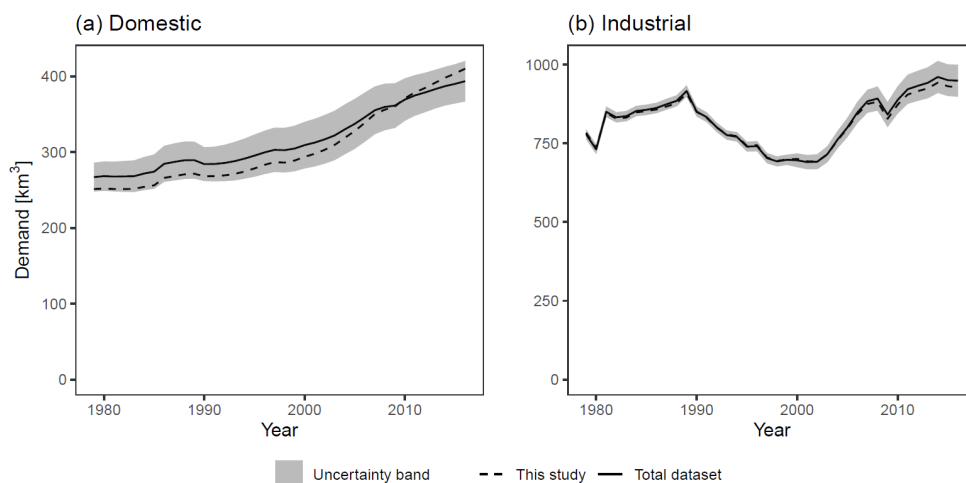 (a) Domestic
Demand [km³]
400
300
200
100
0
1980
1990
2000
2010
Year
(b) Industrial
1000
750
500
250
0
1980
1990
2000
2010
Year
Uncertainty band
This study
Total dataset